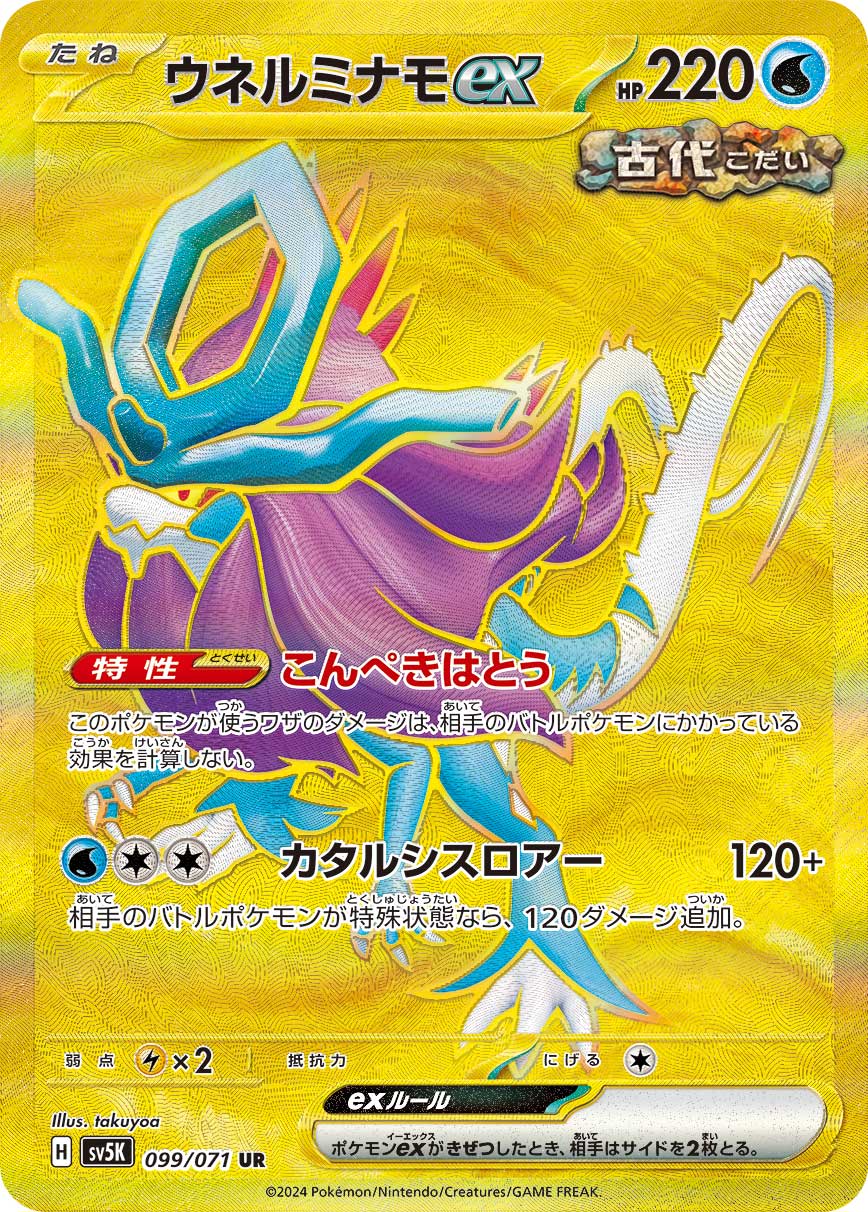 たね
ウネルミナモex
HP 220
古代 こだい
特性 とくせい こんぺきはとう
このポケモンが使うワザのダメージは、相手のバトルポケモンにかかっている
効果を計算しない。
カタルシスロアー 120+
相手のバトルポケモンが特殊状態なら、120ダメージ追加。
弱点 ×2 抵抗力 にげる
exルール
ポケモンexがきぜつしたとき、相手はサイドを2枚とる。
Illus. takuyoa
H sv5K 099/071 UR
©2024 Pokémon/Nintendo/Creatures/GAME FREAK.